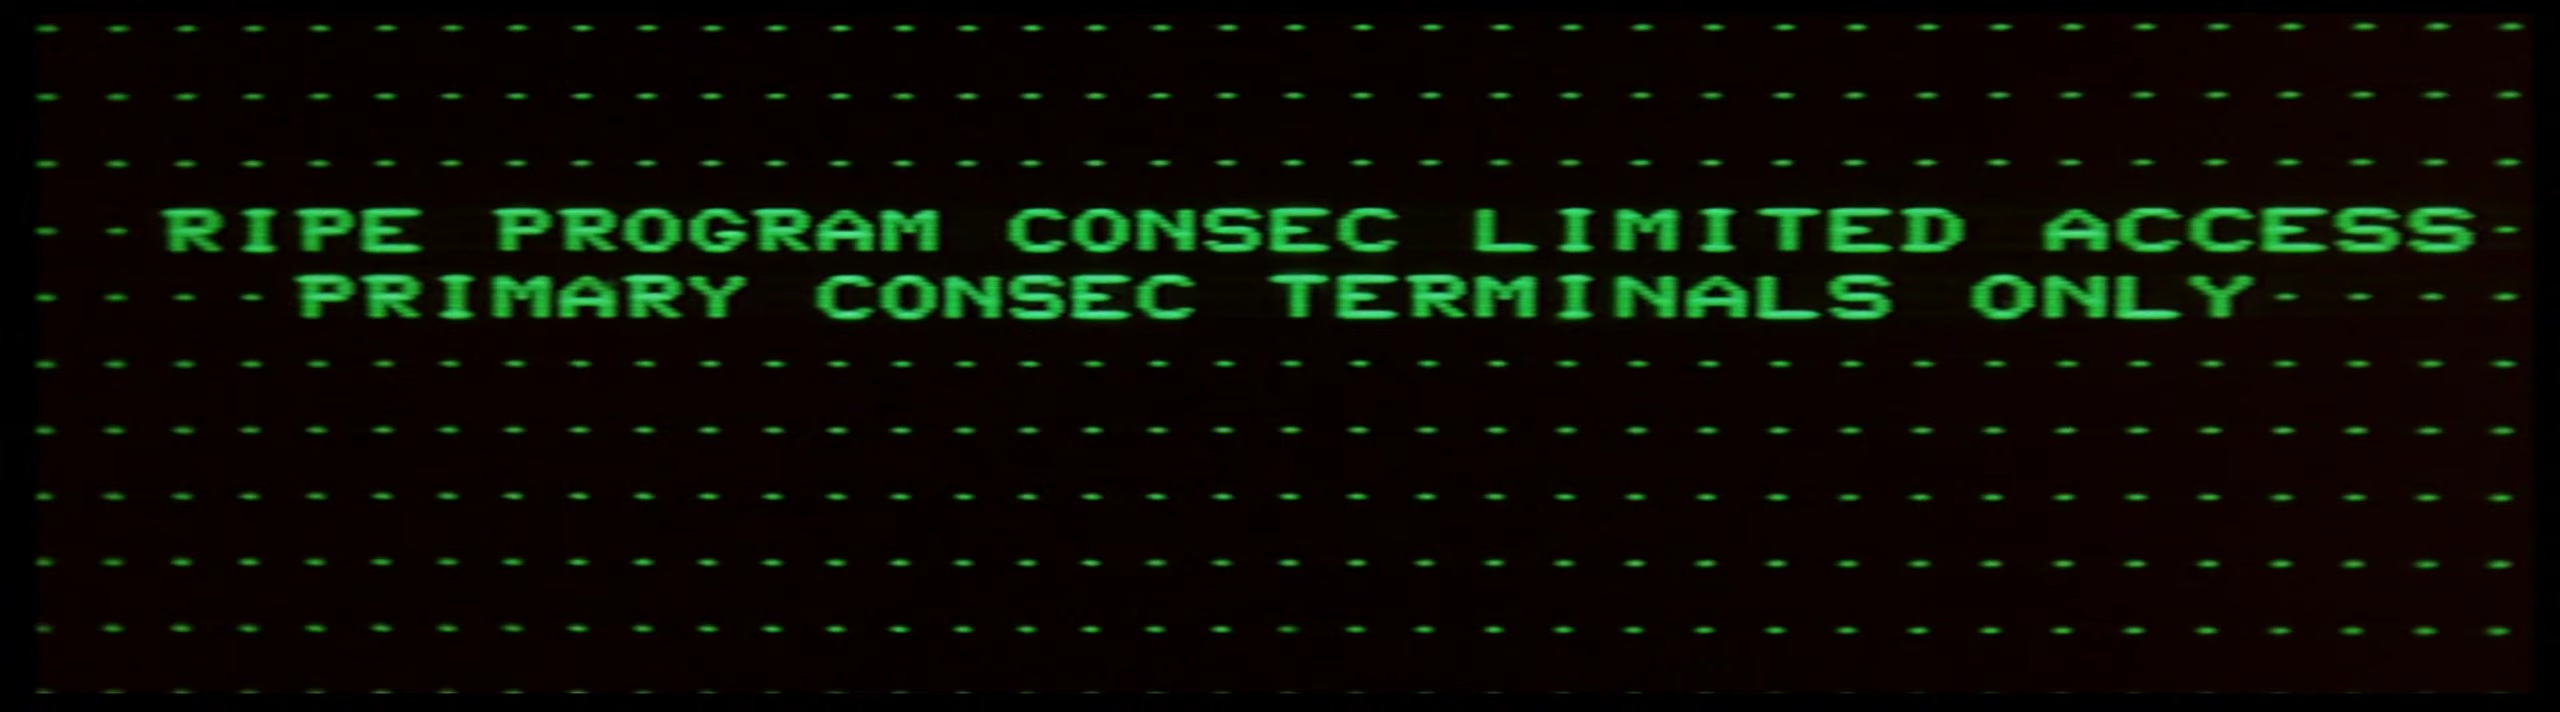 RIPE PROGRAM CONSEC LIMITED ACCESS
PRIMARY CONSEC TERMINALS ONLY